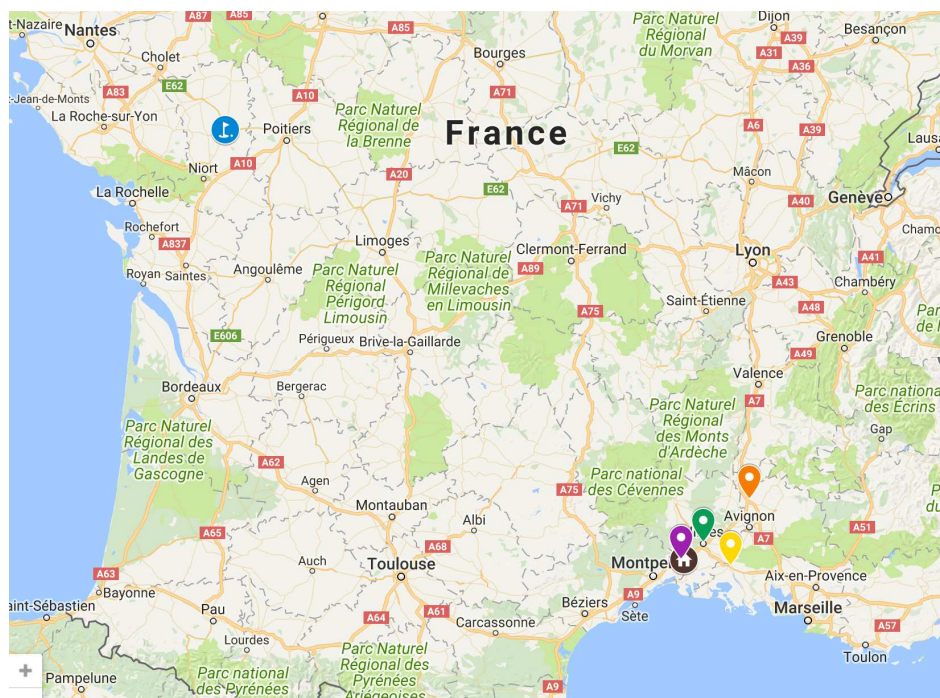 A87
A85
Parc Naturel
Régional
du Morvan
Dijon
-Nazaire
Nantes
A85
A39
Besançon
Cholet
Bourges
A31
A36
E62
A83
A10
A71
-Jean-de-Monts
La Roche-sur-Yon
Parc Naturel
Régional de
la Brenne
Poitiers
France
A6
A39
Laus
E62
Niort
A10
A20
Mâcon
La Rochelle
E62
A71
Vichy
A40
Genève
Rochefort
A837
Limoges
Clermont-Ferrand
Lyon
Chamo
Royan
Saintes
Angoulême
Parc Naturel
Régional
Périgord
Limousin
Parc Naturel
Régional de
Millevaches
en Limousin
A89
A41
A43
Chambéry
Saint-Étienne
A48
A75
Parc
de
E606
Périgueux
Brive-la-Gaillarde
Grenoble
A49
Bordeaux
Bergerac
Valence
Parc nationa
des Écrins
A7
Parc Naturel
Régional
des Monts
d'Ardèche
Parc Naturel
Régional des
Landes de
Gascogne
Gap
A62
Agen
A75
Parc national
des Cévennes
Montauban
Avignon
A65
Albi
A51
A7
A68
Auch
Toulouse
Montpe
Aix-en-Provence
A63
Bayonne
A9
Béziers
Marseille
aint-Sébastien
Pau
A64
A61
Carcassonne
Sète
A57
Lourdes
Toulon
Parc Naturel
Régional des
Pyrénées
Ariégeoises
Parc national
des Pyrénées
+
Pampelune
A9